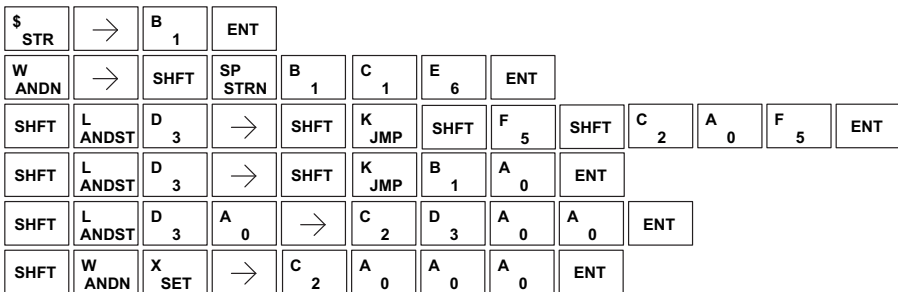 $ STR → B 1 ENT
W ANDN → SHFT SP STRN B 1 C 1 E 6 ENT
SHFT L ANDST D 3 → SHFT K JMP SHFT F 5 SHFT C 2 A 0 F 5 ENT
SHFT L ANDST D 3 → SHFT K JMP B 1 A 0 ENT
SHFT L ANDST D 3 A 0 → C 2 D 3 A 0 A 0 ENT
SHFT W ANDN X SET → C 2 A 0 A 0 A 0 ENT